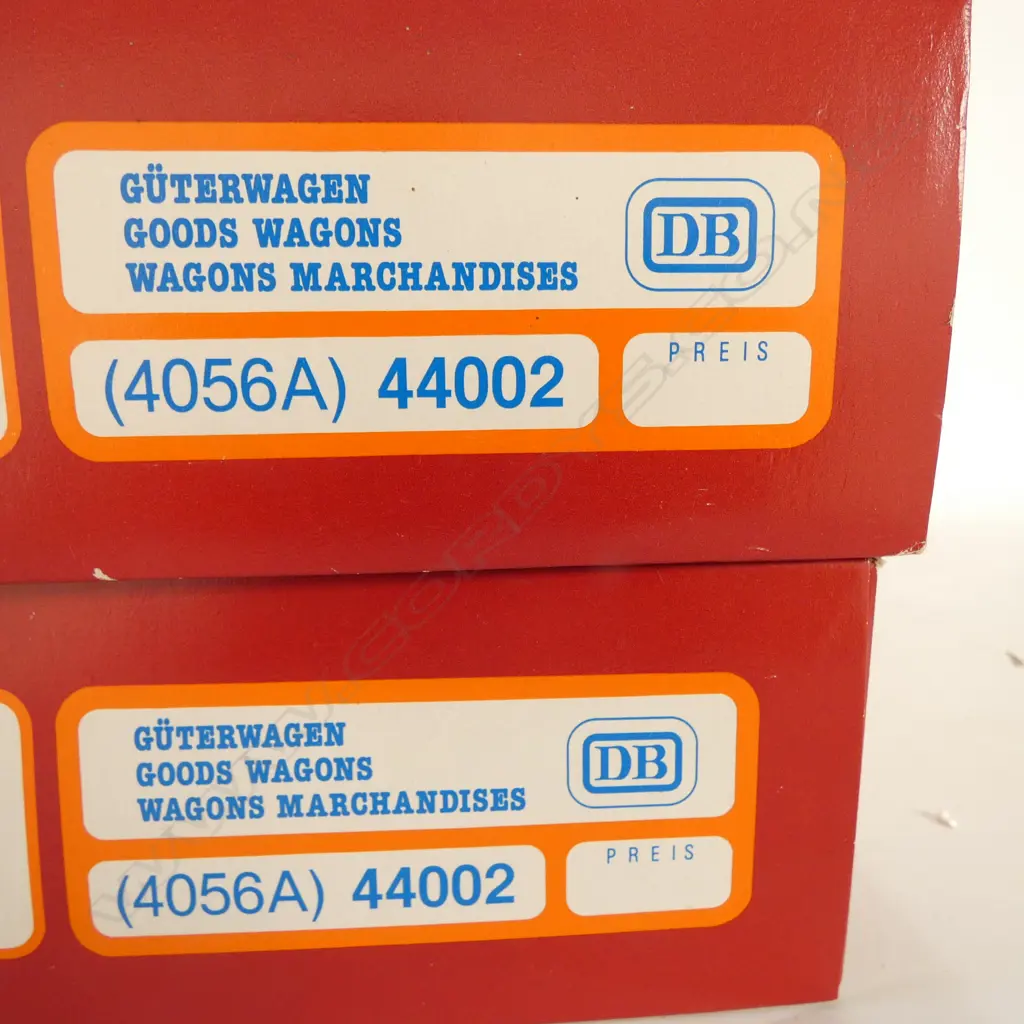 GÜTERWAGEN
GOODS WAGONS
WAGONS MARCHANDISES
DB
(4056A) 44002
PREIS
GÜTERWAGEN
GOODS WAGONS
WAGONS MARCHANDISES
DB
(4056A) 44002
PREIS